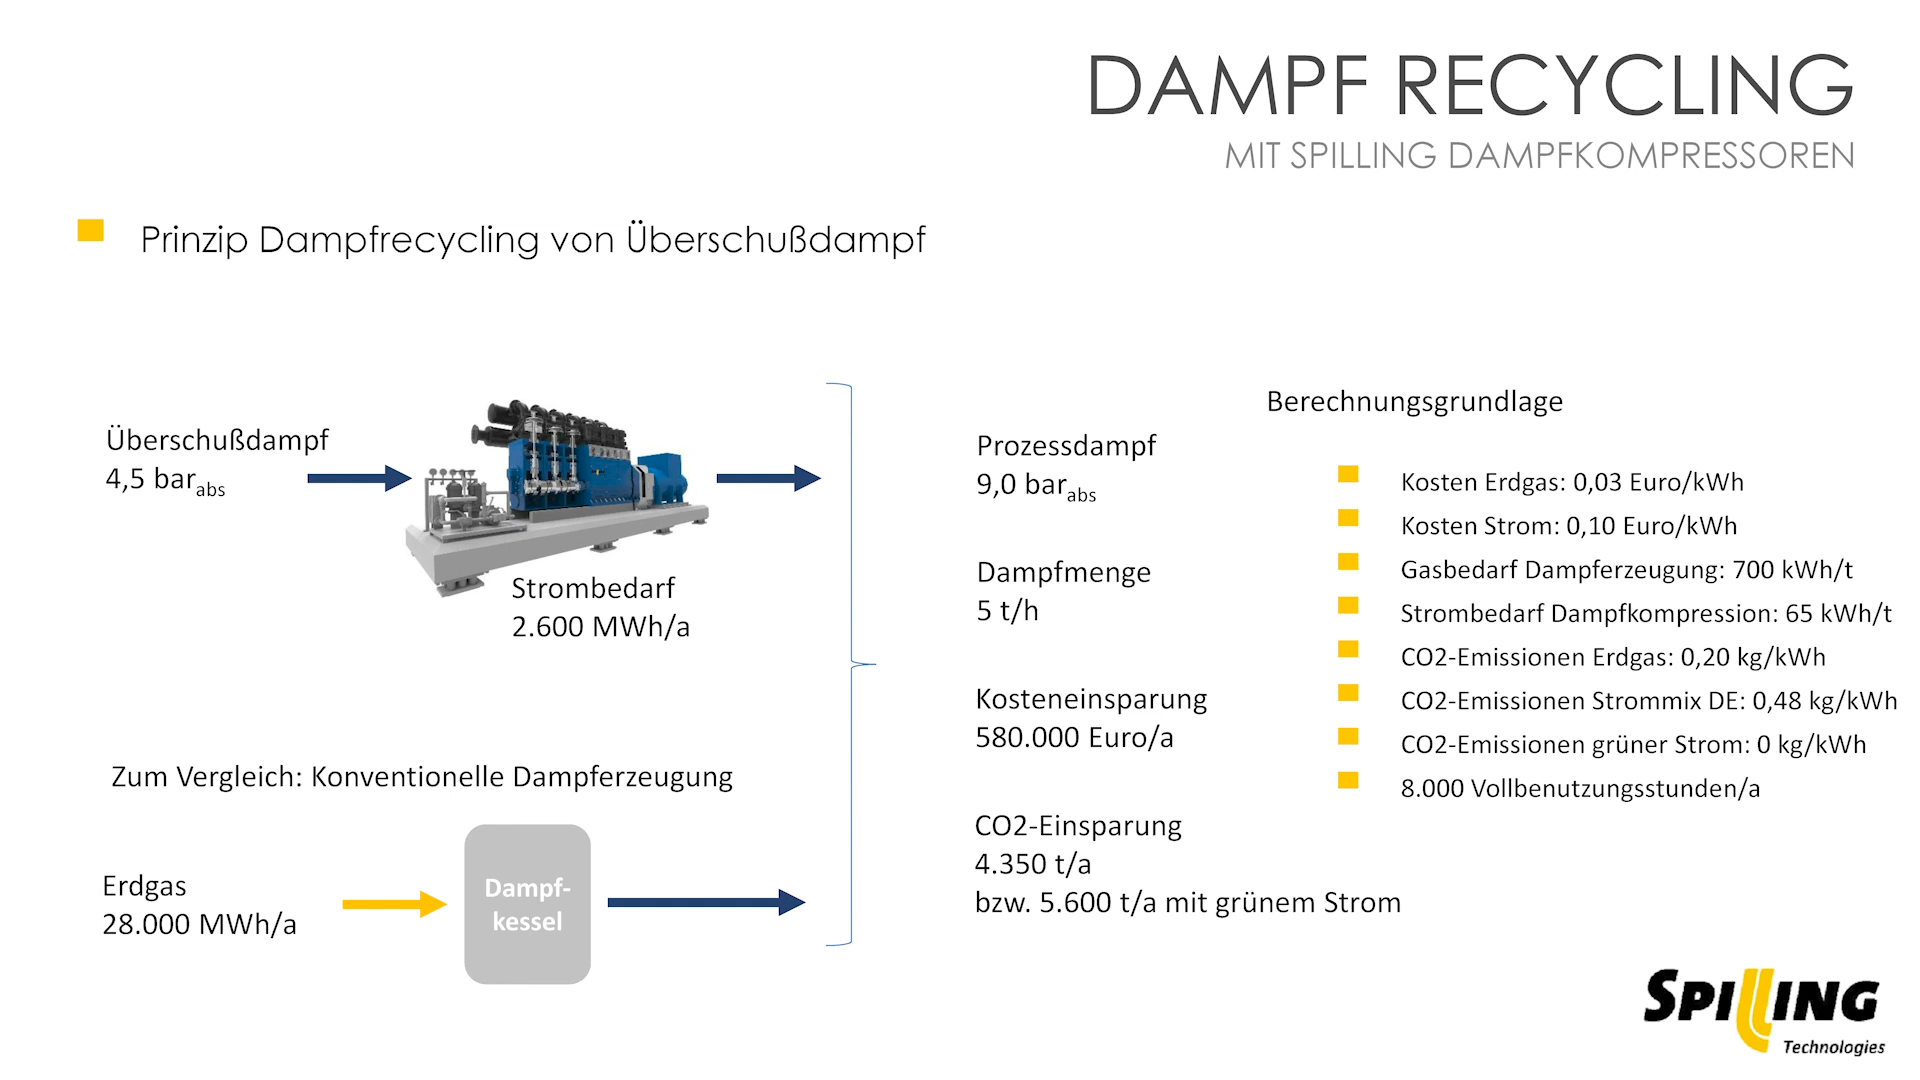 DAMPF RECYCLING
MIT SPILLING DAMPFKOMPRESSOREN
Prinzip Dampfrecycling von Überschußdampf
Überschußdampf
4,5 barabs
Strombedarf
2.600 MWh/a
Zum Vergleich: Konventionelle Dampferzeugung
Erdgas
28.000 MWh/a
Dampf-
kessel
Prozessdampf
9,0 barabs
Dampfmenge
5 t/h
Kosteneinsparung
580.000 Euro/a
CO2-Einsparung
4.350 t/a
bzw. 5.600 t/a mit grünem Strom
Berechnungsgrundlage
Kosten Erdgas: 0,03 Euro/kWh
Kosten Strom: 0,10 Euro/kWh
Gasbedarf Dampferzeugung: 700 kWh/t
Strombedarf Dampfkompression: 65 kWh/t
CO2-Emissionen Erdgas: 0,20 kg/kWh
CO2-Emissionen Strommix DE: 0,48 kg/kWh
CO2-Emissionen grüner Strom: 0 kg/kWh
8.000 Vollbenutzungsstunden/a
SPILLING
Technologies